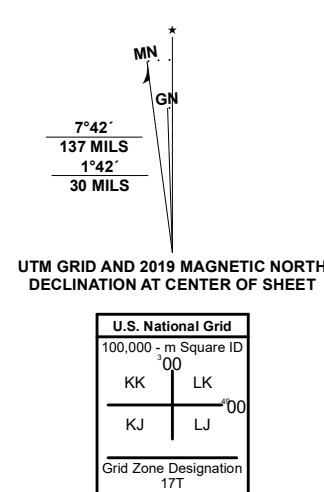 ★
MN
GN
7°42´
137 MILS
1°42´
30 MILS
UTM GRID AND 2019 MAGNETIC NORTH
DECLINATION AT CENTER OF SHEET
U.S. National Grid
100,000 - m Square ID
³00
KK LK
⁴⁹00
KJ LJ
Grid Zone Designation
17T